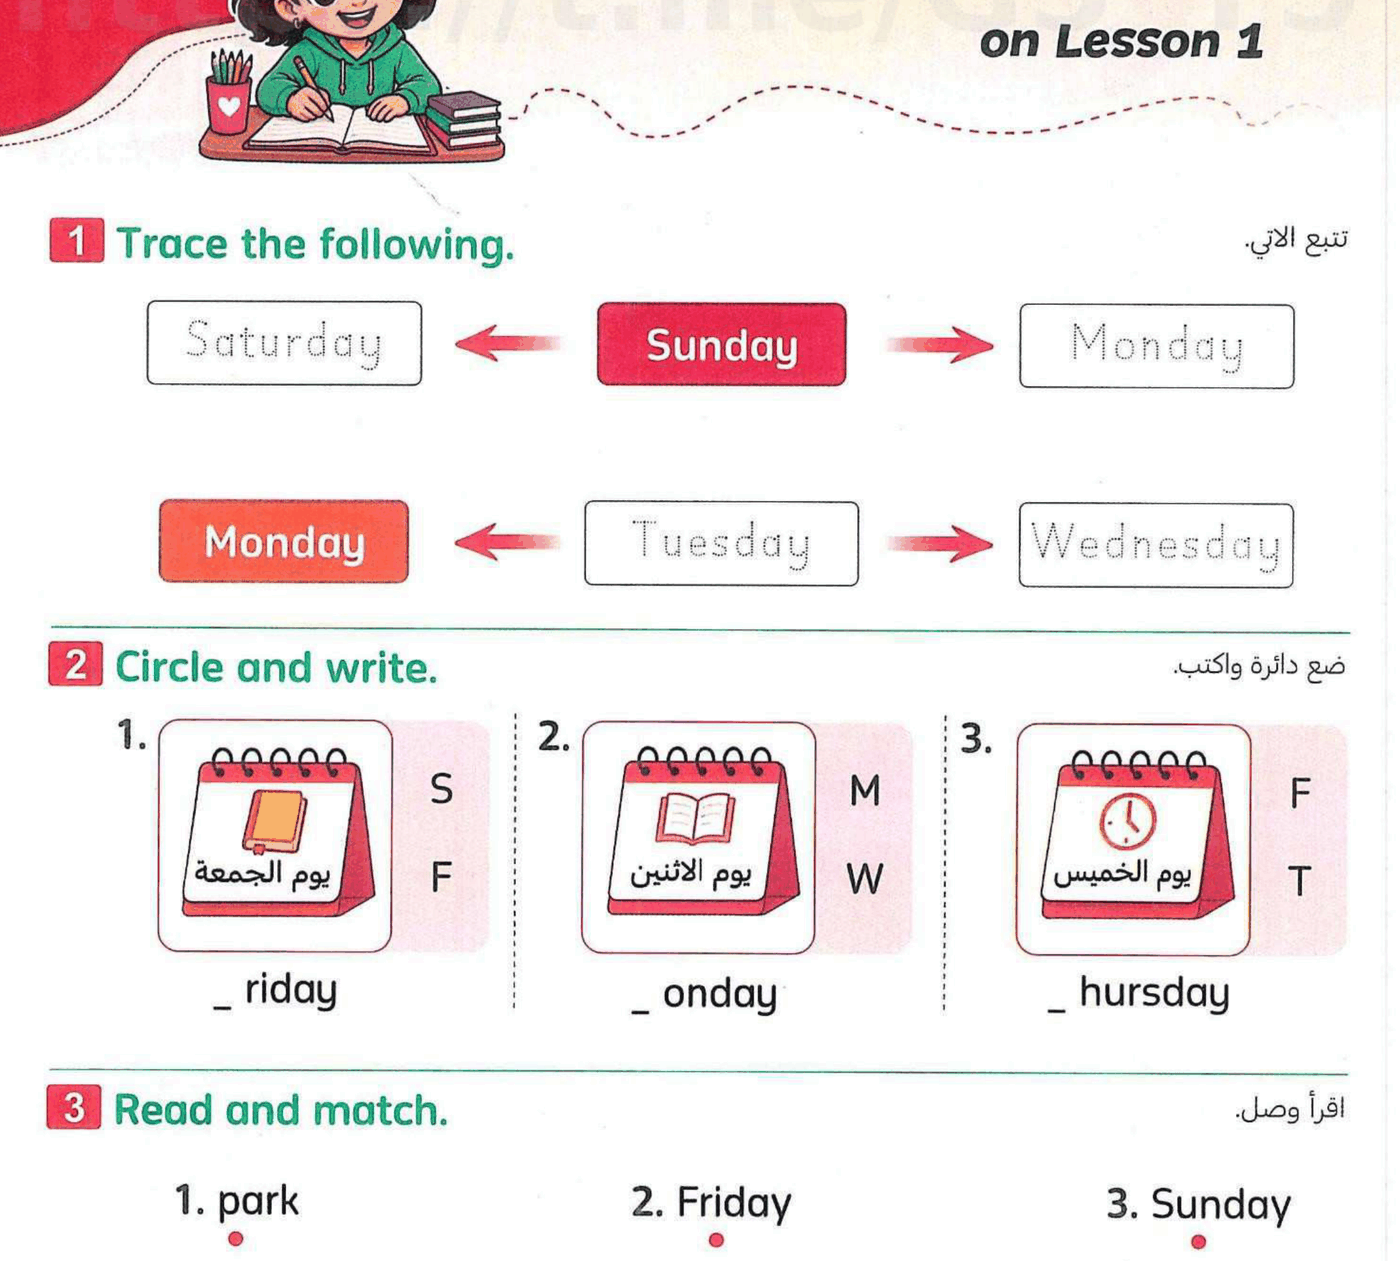 on Lesson 1
1 Trace the following.
تتبع الاتي.
Saturday Sunday Monday
Monday Tuesday Wednesday
2 Circle and write.
ضع دائرة واكتب.
1.
يوم الجمعة
S
F
_ riday
2.
يوم الاثنين
M
W
_ onday
3.
يوم الخميس
F
T
_ hursday
3 Read and match.
اقرأ وصل.
1. park 2. Friday 3. Sunday